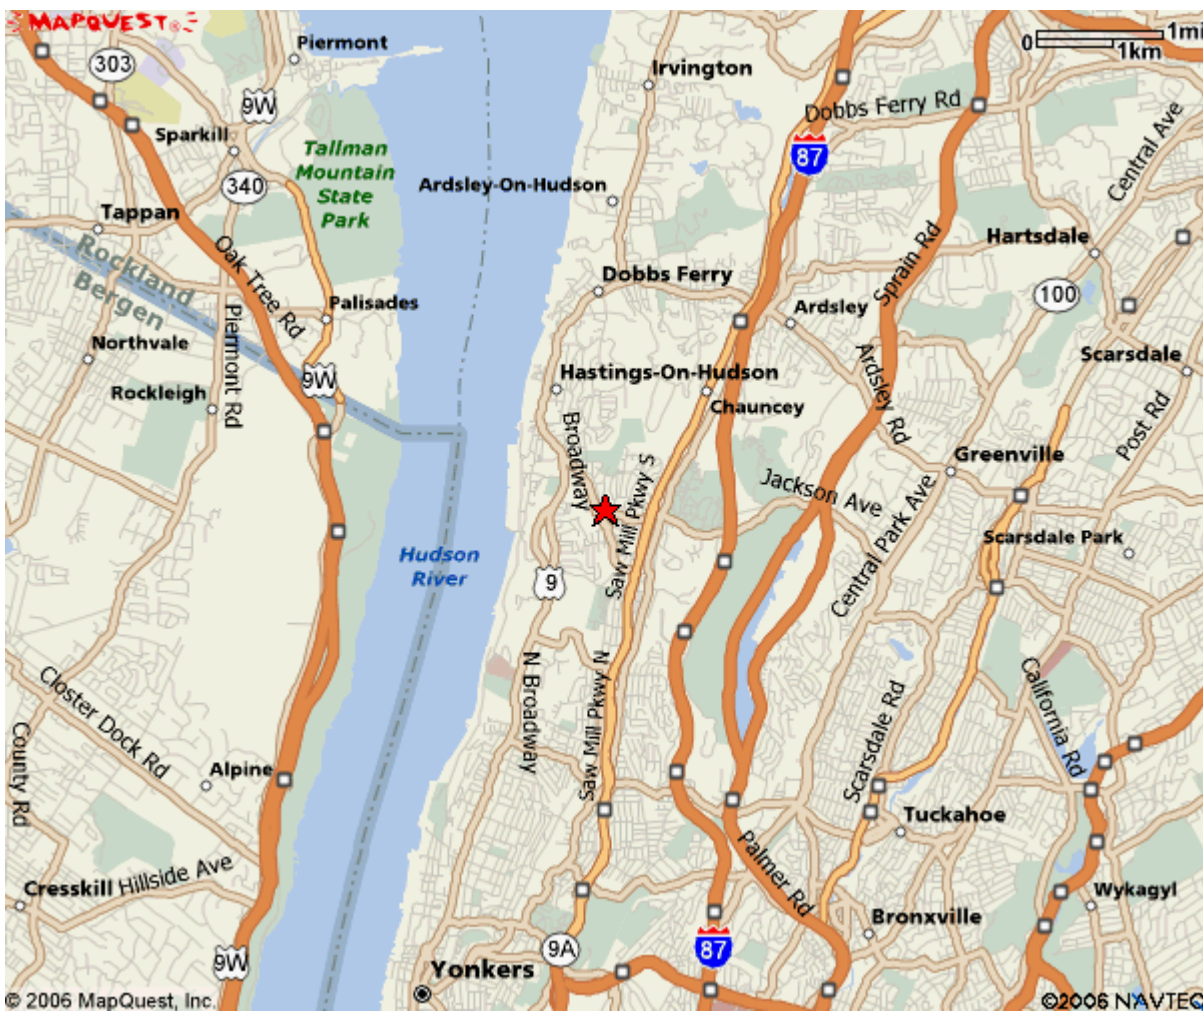 MAPQUEST®
0
1mi
1km
303
Piermont
Irvington
9W
Dobbs Ferry Rd
Sparkill
87
Tallman
Mountain
State
Park
Central Ave
340
Ardsley-On-Hudson
Tappan
Rockland
Bergen
Oak Tree Rd
Sprain Rd
Hartsdale
Dobbs Ferry
100
Palisades
Ardsley
Piermont Rd
Northvale
Scarsdale
9W
Rockleigh
Hastings-On-Hudson
Chauncey
Ardsley Rd
Post Rd
Broadway
Greenville
Saw Mill Pkwy S
Jackson Ave
Central Park Ave
Scarsdale Park
Hudson
River
9
N Broadway
Saw Mill Pkwy N
Closter Dock Rd
Scarsdale Rd
California Rd
County Rd
Alpine
Tuckahoe
Palmer Rd
Cresskill
Hillside Ave
Wykagyl
Bronxville
9W
9A
87
Yonkers
© 2006 MapQuest, Inc.
©2006 NAVTEQ